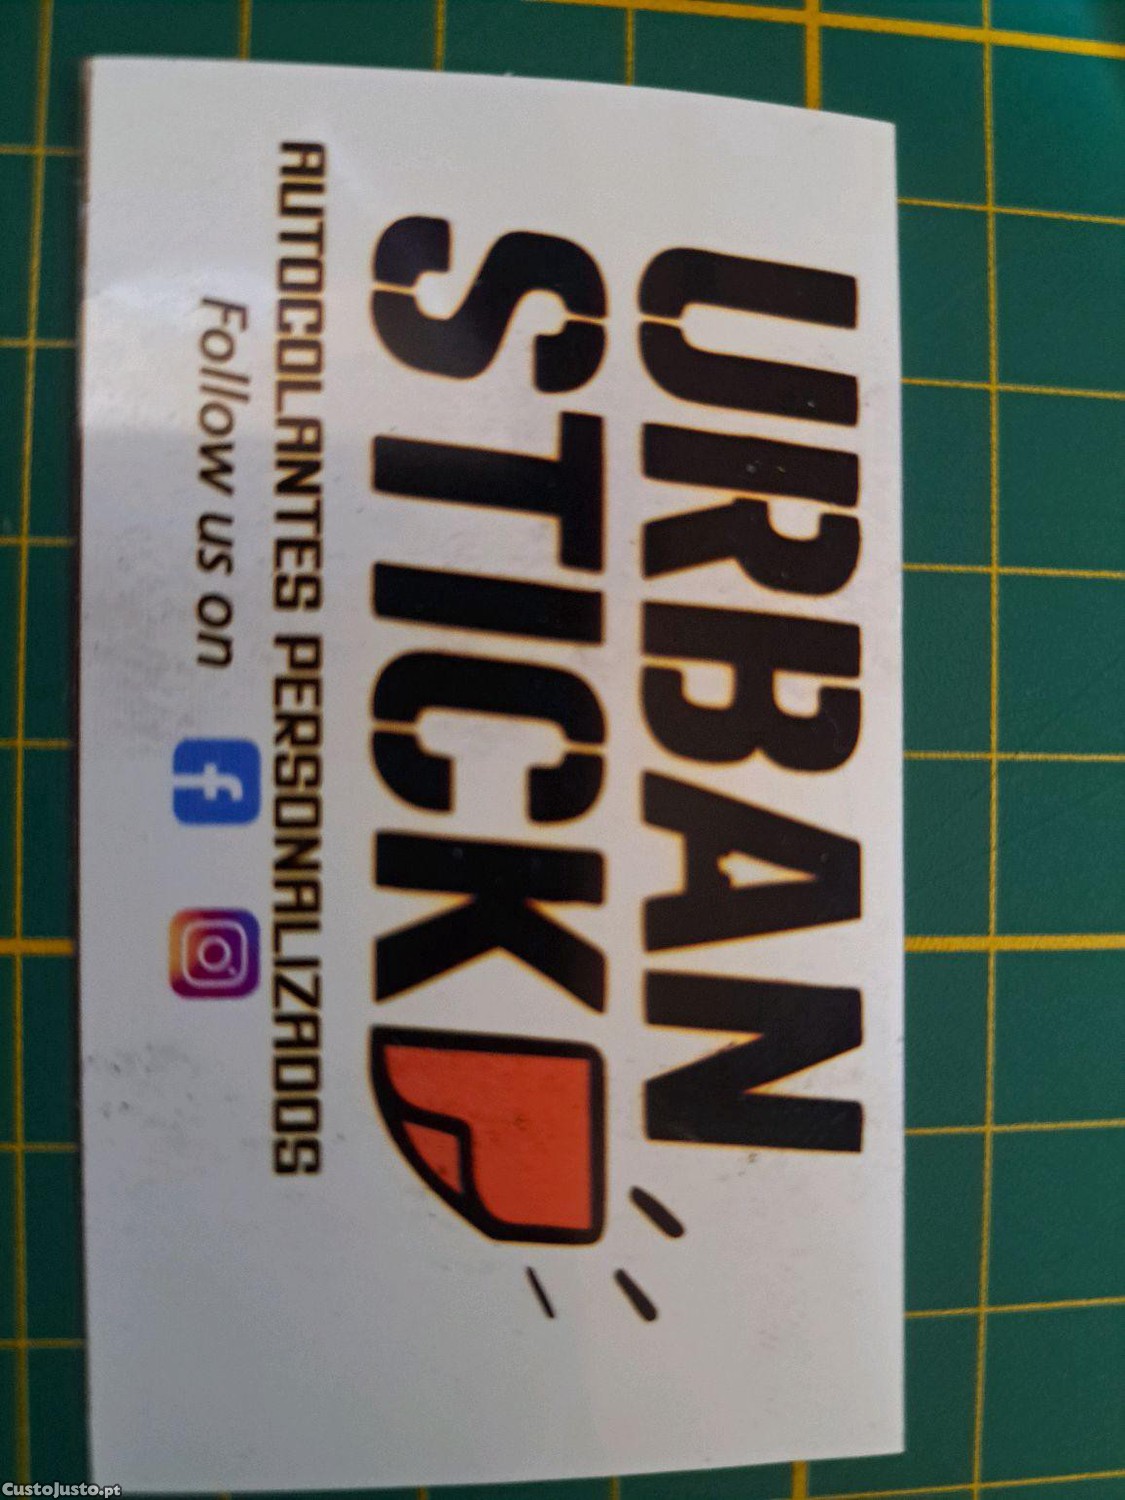 URBAN
STICK
AUTOCOLANTES PERSONALIZADOS
Follow us on
CustoJusto.pt